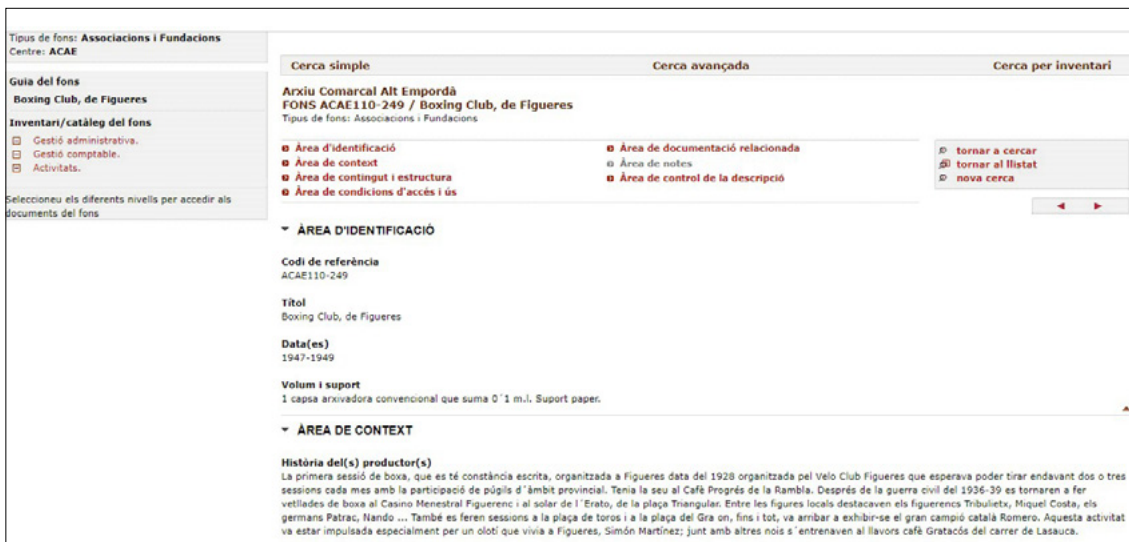 Tipus de fons: Associacions i Fundacions
Centre: ACAE
Guia del fons
Boxing Club, de Figueres
Inventari/catàleg del fons
Gestió administrativa.
Gestió comptable.
Activitats.
Seleccioneu els diferents nivells per accedir als
documents del fons
Cerca simple
Cerca avançada
Cerca per inventari
Arxiu Comarcal Alt Empordà
FONS ACAE110-249 / Boxing Club, de Figueres
Tipus de fons: Associacions i Fundacions
Àrea d'identificació
Àrea de context
Àrea de contingut i estructura
Àrea de condicions d'accés i ús
Àrea de documentació relacionada
Àrea de notes
Àrea de control de la descripció
tornar a cercar
tornar al llistat
nova cerca
ÀREA D'IDENTIFICACIÓ
Codi de referència
ACAE110-249
Títol
Boxing Club, de Figueres
Data(es)
1947-1949
Volum i suport
1 capsa arxivadora convencional que suma 0´1 m.l. Suport paper.
ÀREA DE CONTEXT
Història del(s) productor(s)
La primera sessió de boxa, que es té constància escrita, organitzada a Figueres data del 1928 organitzada pel Velo Club Figueres que esperava poder tirar endavant dos o tres
sessions cada mes amb la participació de púgils d´àmbit provincial. Tenia la seu al Cafè Progrés de la Rambla. Després de la guerra civil del 1936-39 es tornaren a fer
vetllades de boxa al Casino Menestral Figuerenc i al solar de l´Erato, de la plaça Triangular. Entre les figures locals destacaven els figuerencs Tribulietx, Miquel Costa, els
germans Patrac, Nando ... També es feren sessions a la plaça de toros i a la plaça del Gra on, fins i tot, va arribar a exhibir-se el gran campió català Romero. Aquesta activitat
va estar impulsada especialment per un olotí que vivia a Figueres, Simón Martínez; junt amb altres nois s´entrenaven al llavors cafè Gratacós del carrer de Lasauca.